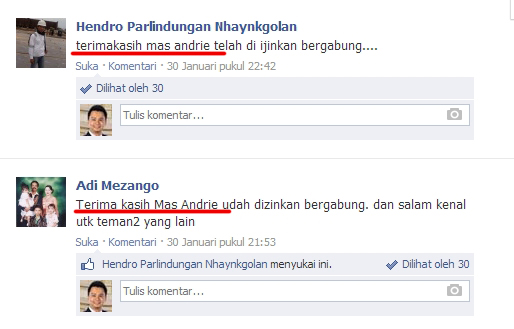 Hendro Parlindungan Nhaynkgolan
terimakasih mas andrie telah di ijinkan bergabung....
Suka · Komentari · 30 Januari pukul 22:42
Dilihat oleh 30
Tulis komentar...
Adi Mezango
Terima kasih Mas Andrie udah dizinkan bergabung. dan salam kenal
utk teman2 yang lain
Suka · Komentari · 30 Januari pukul 21:53
Hendro Parlindungan Nhaynkgolan menyukai ini. Dilihat oleh 30
Tulis komentar...